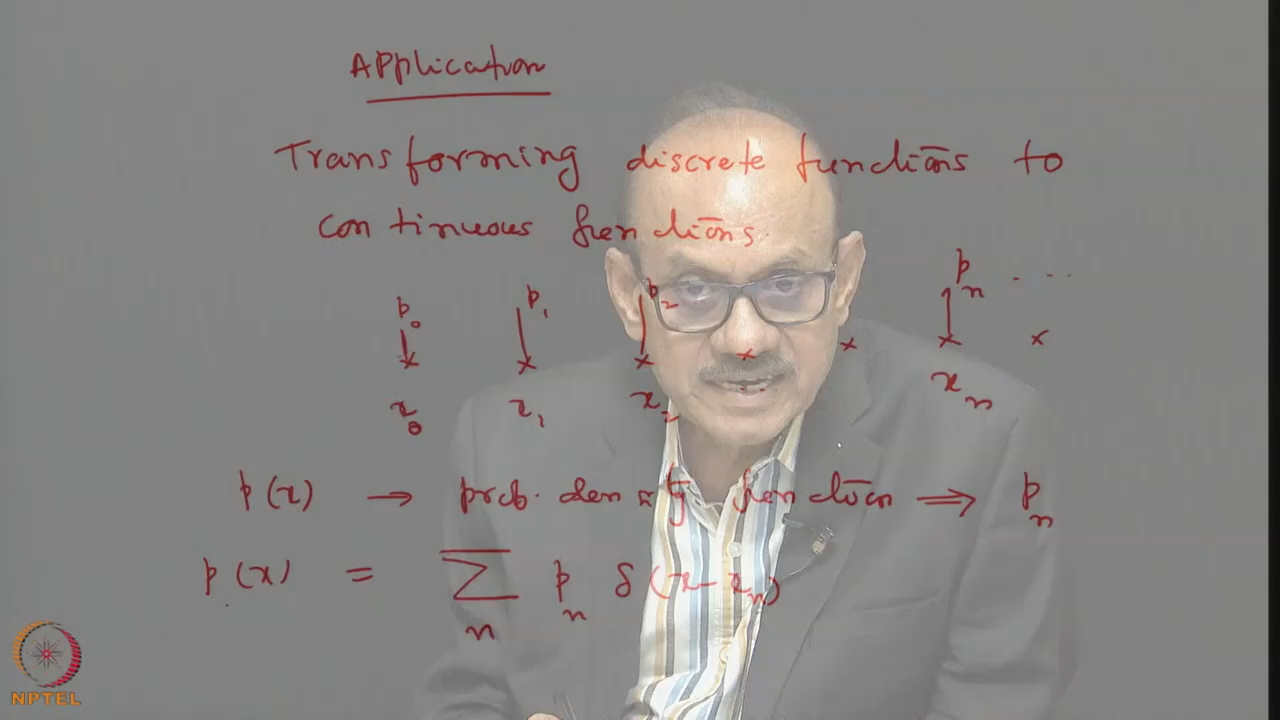 Application
Transforming discrete functions to
continuous functions.
p₀ p₁ p₂ pₙ . . . .
x₀ x₁ x₂ xₙ
p(x) → prob. density function ⇒ pₙ
p(x) = Σₙ pₙ δ(x - xₙ)
NPTEL